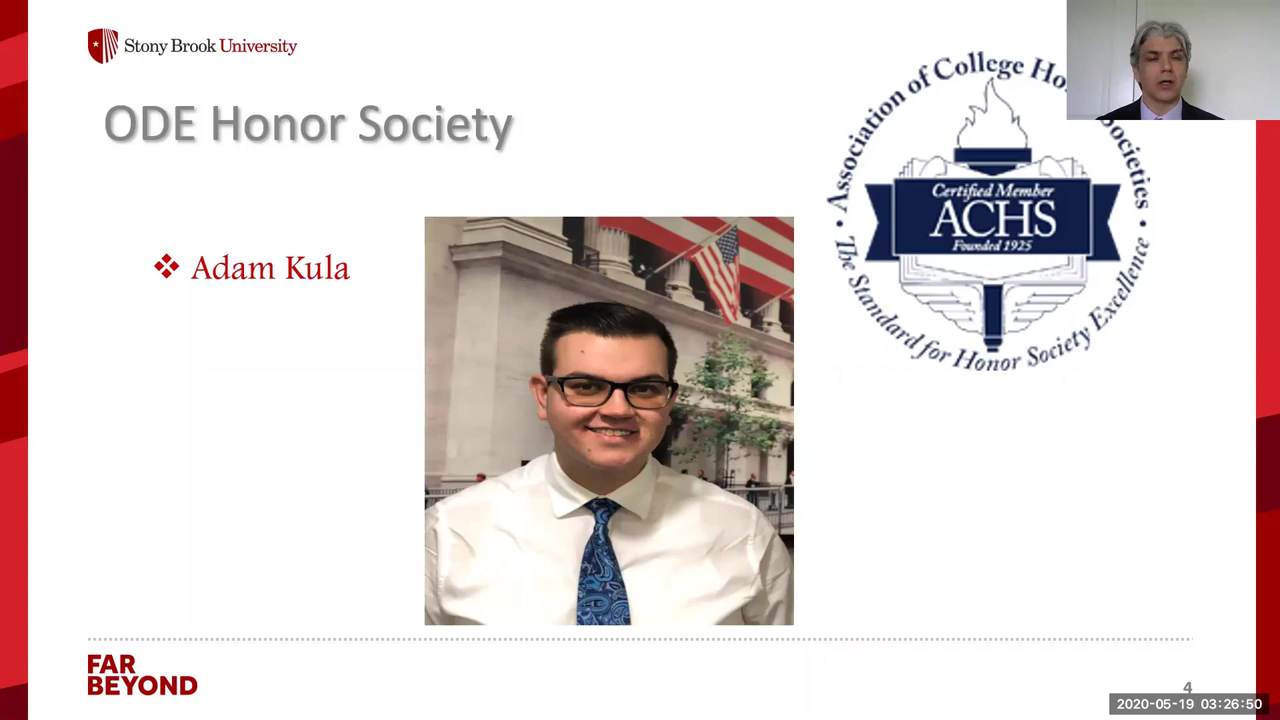 Stony Brook University
ODE Honor Society
Association of College Ho
Societies
Certified Member
ACHS
Founded 1925
The Standard for Honor Society Excellence
❖ Adam Kula
FAR
BEYOND
4
2020-05-19 03:26:50